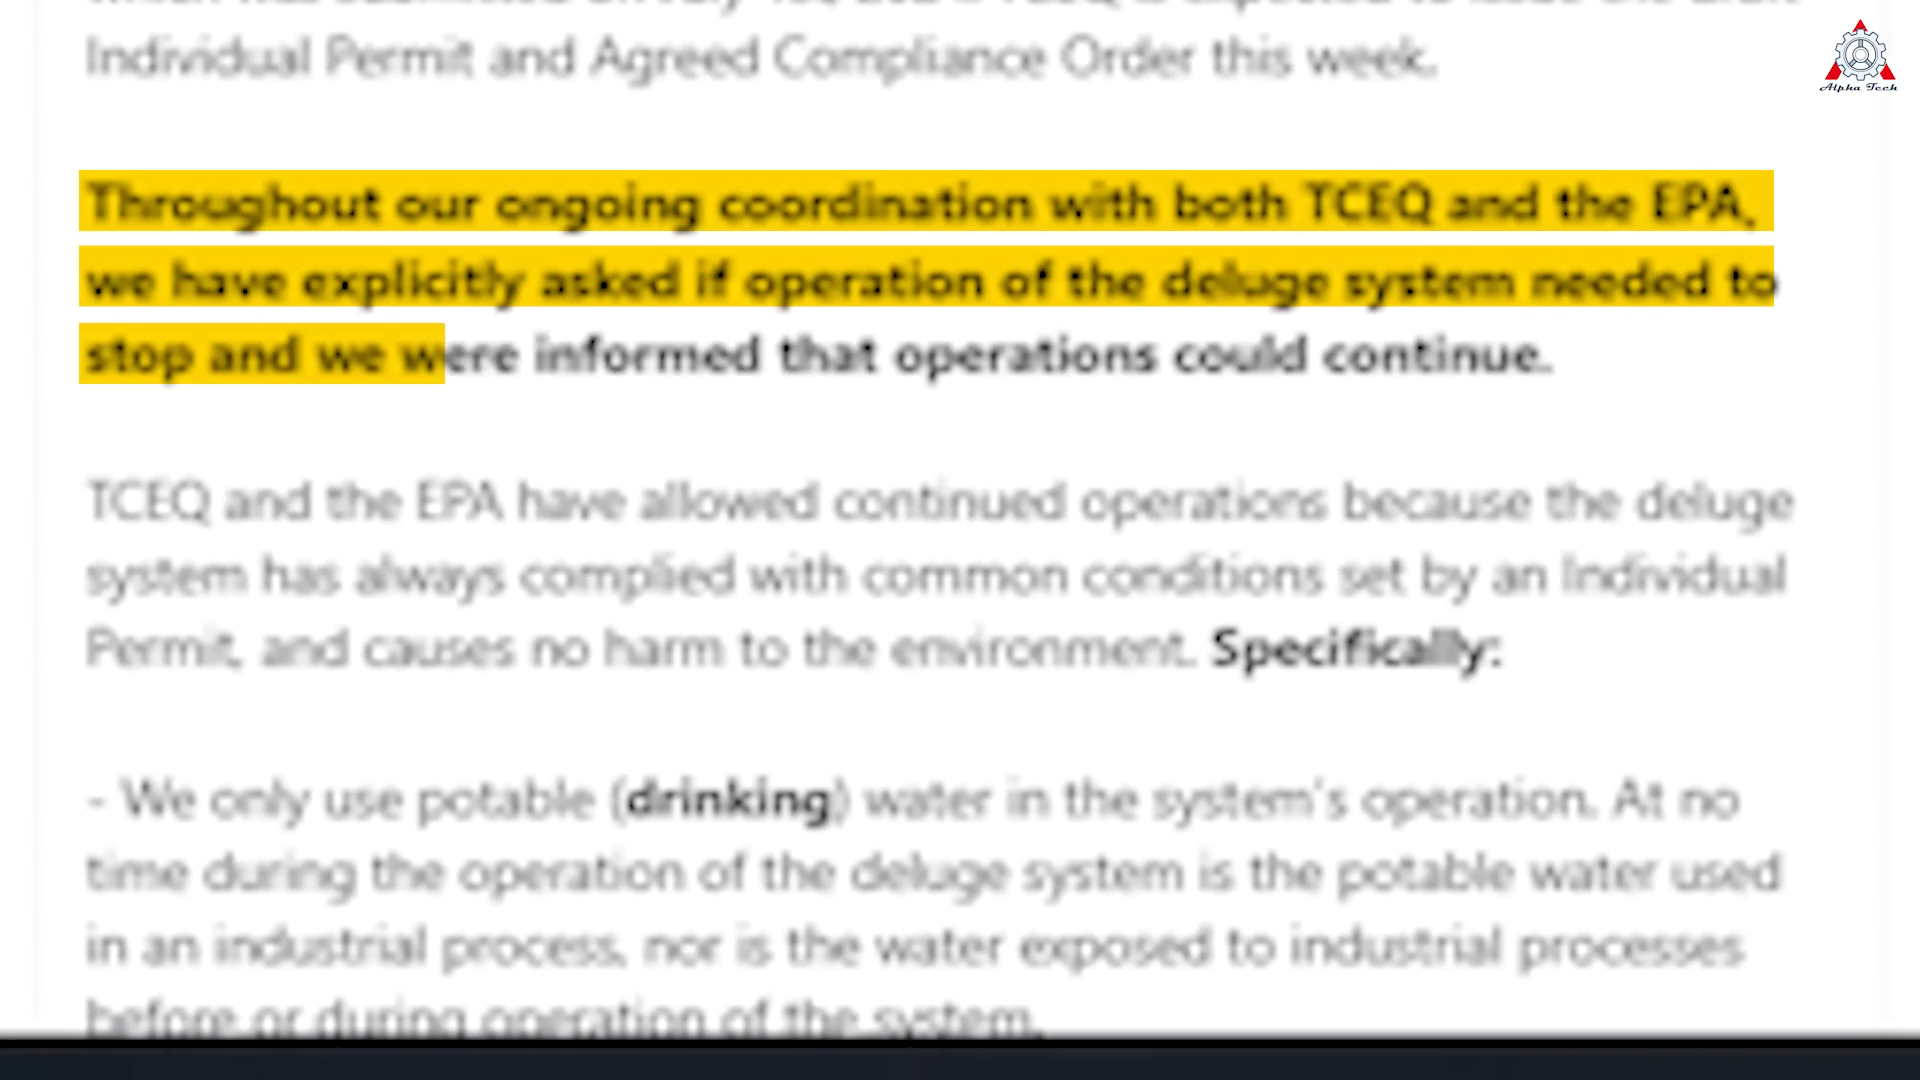 Individual Permit and Agreed Compliance Order this week.
Alpha Tech
Throughout our ongoing coordination with both TCEQ and the EPA,
we have explicitly asked if operation of the deluge system needed to
stop and we were informed that operations could continue.
TCEQ and the EPA have allowed continued operations because the deluge
system has always complied with common conditions set by an Individual
Permit, and causes no harm to the environment. Specifically:
- We only use potable (drinking) water in the system's operation. At no
time during the operation of the deluge system is the potable water used
in an industrial process, nor is the water exposed to industrial processes
before or during operation of the system.